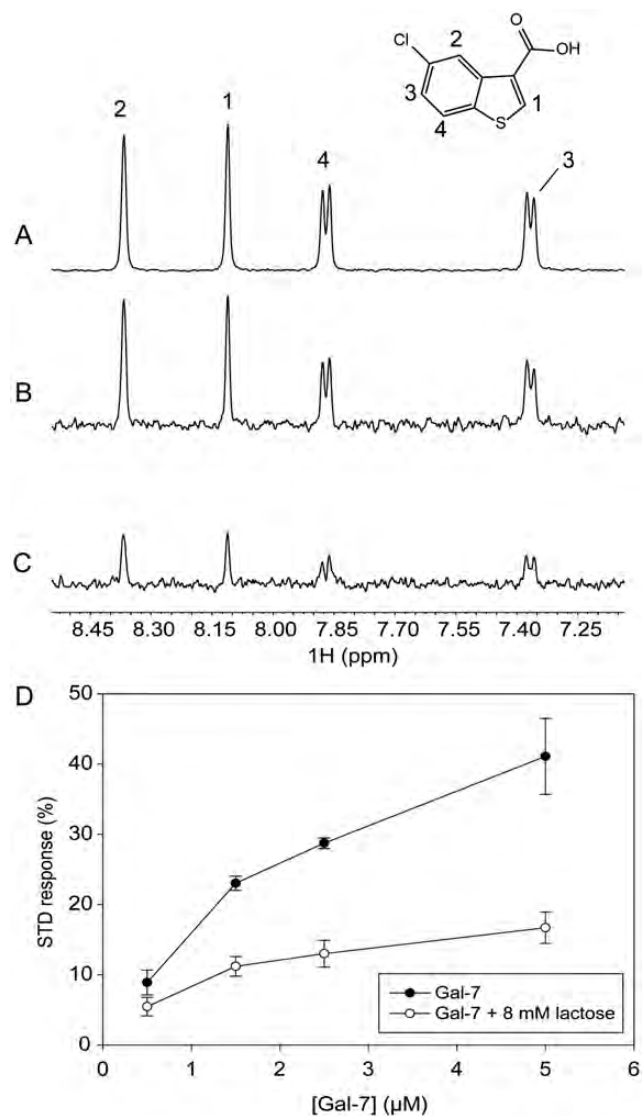 O
Cl
2
OH
3
1
4
S
2
1
4
3
A
B
C
8.45 8.30 8.15 8.00 7.85 7.70 7.55 7.40 7.25
1H (ppm)
D
50
40
30
20
10
0
STD response (%)
Gal-7
Gal-7 + 8 mM lactose
0 1 2 3 4 5 6
[Gal-7] (µM)